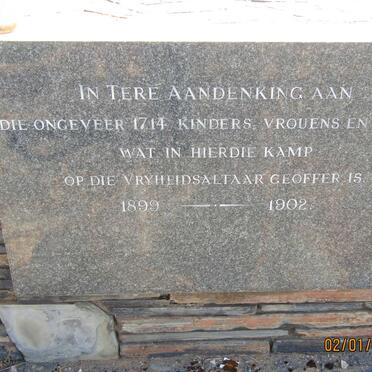 IN TERE AANDENKING AAN
DIE ONGEVEER 1714 KINDERS, VROUENS EN
WAT IN HIERDIE KAMP
OP DIE VRYHEIDSALTAAR GEOFFER IS.
1899 —·— 1902.
02/01/